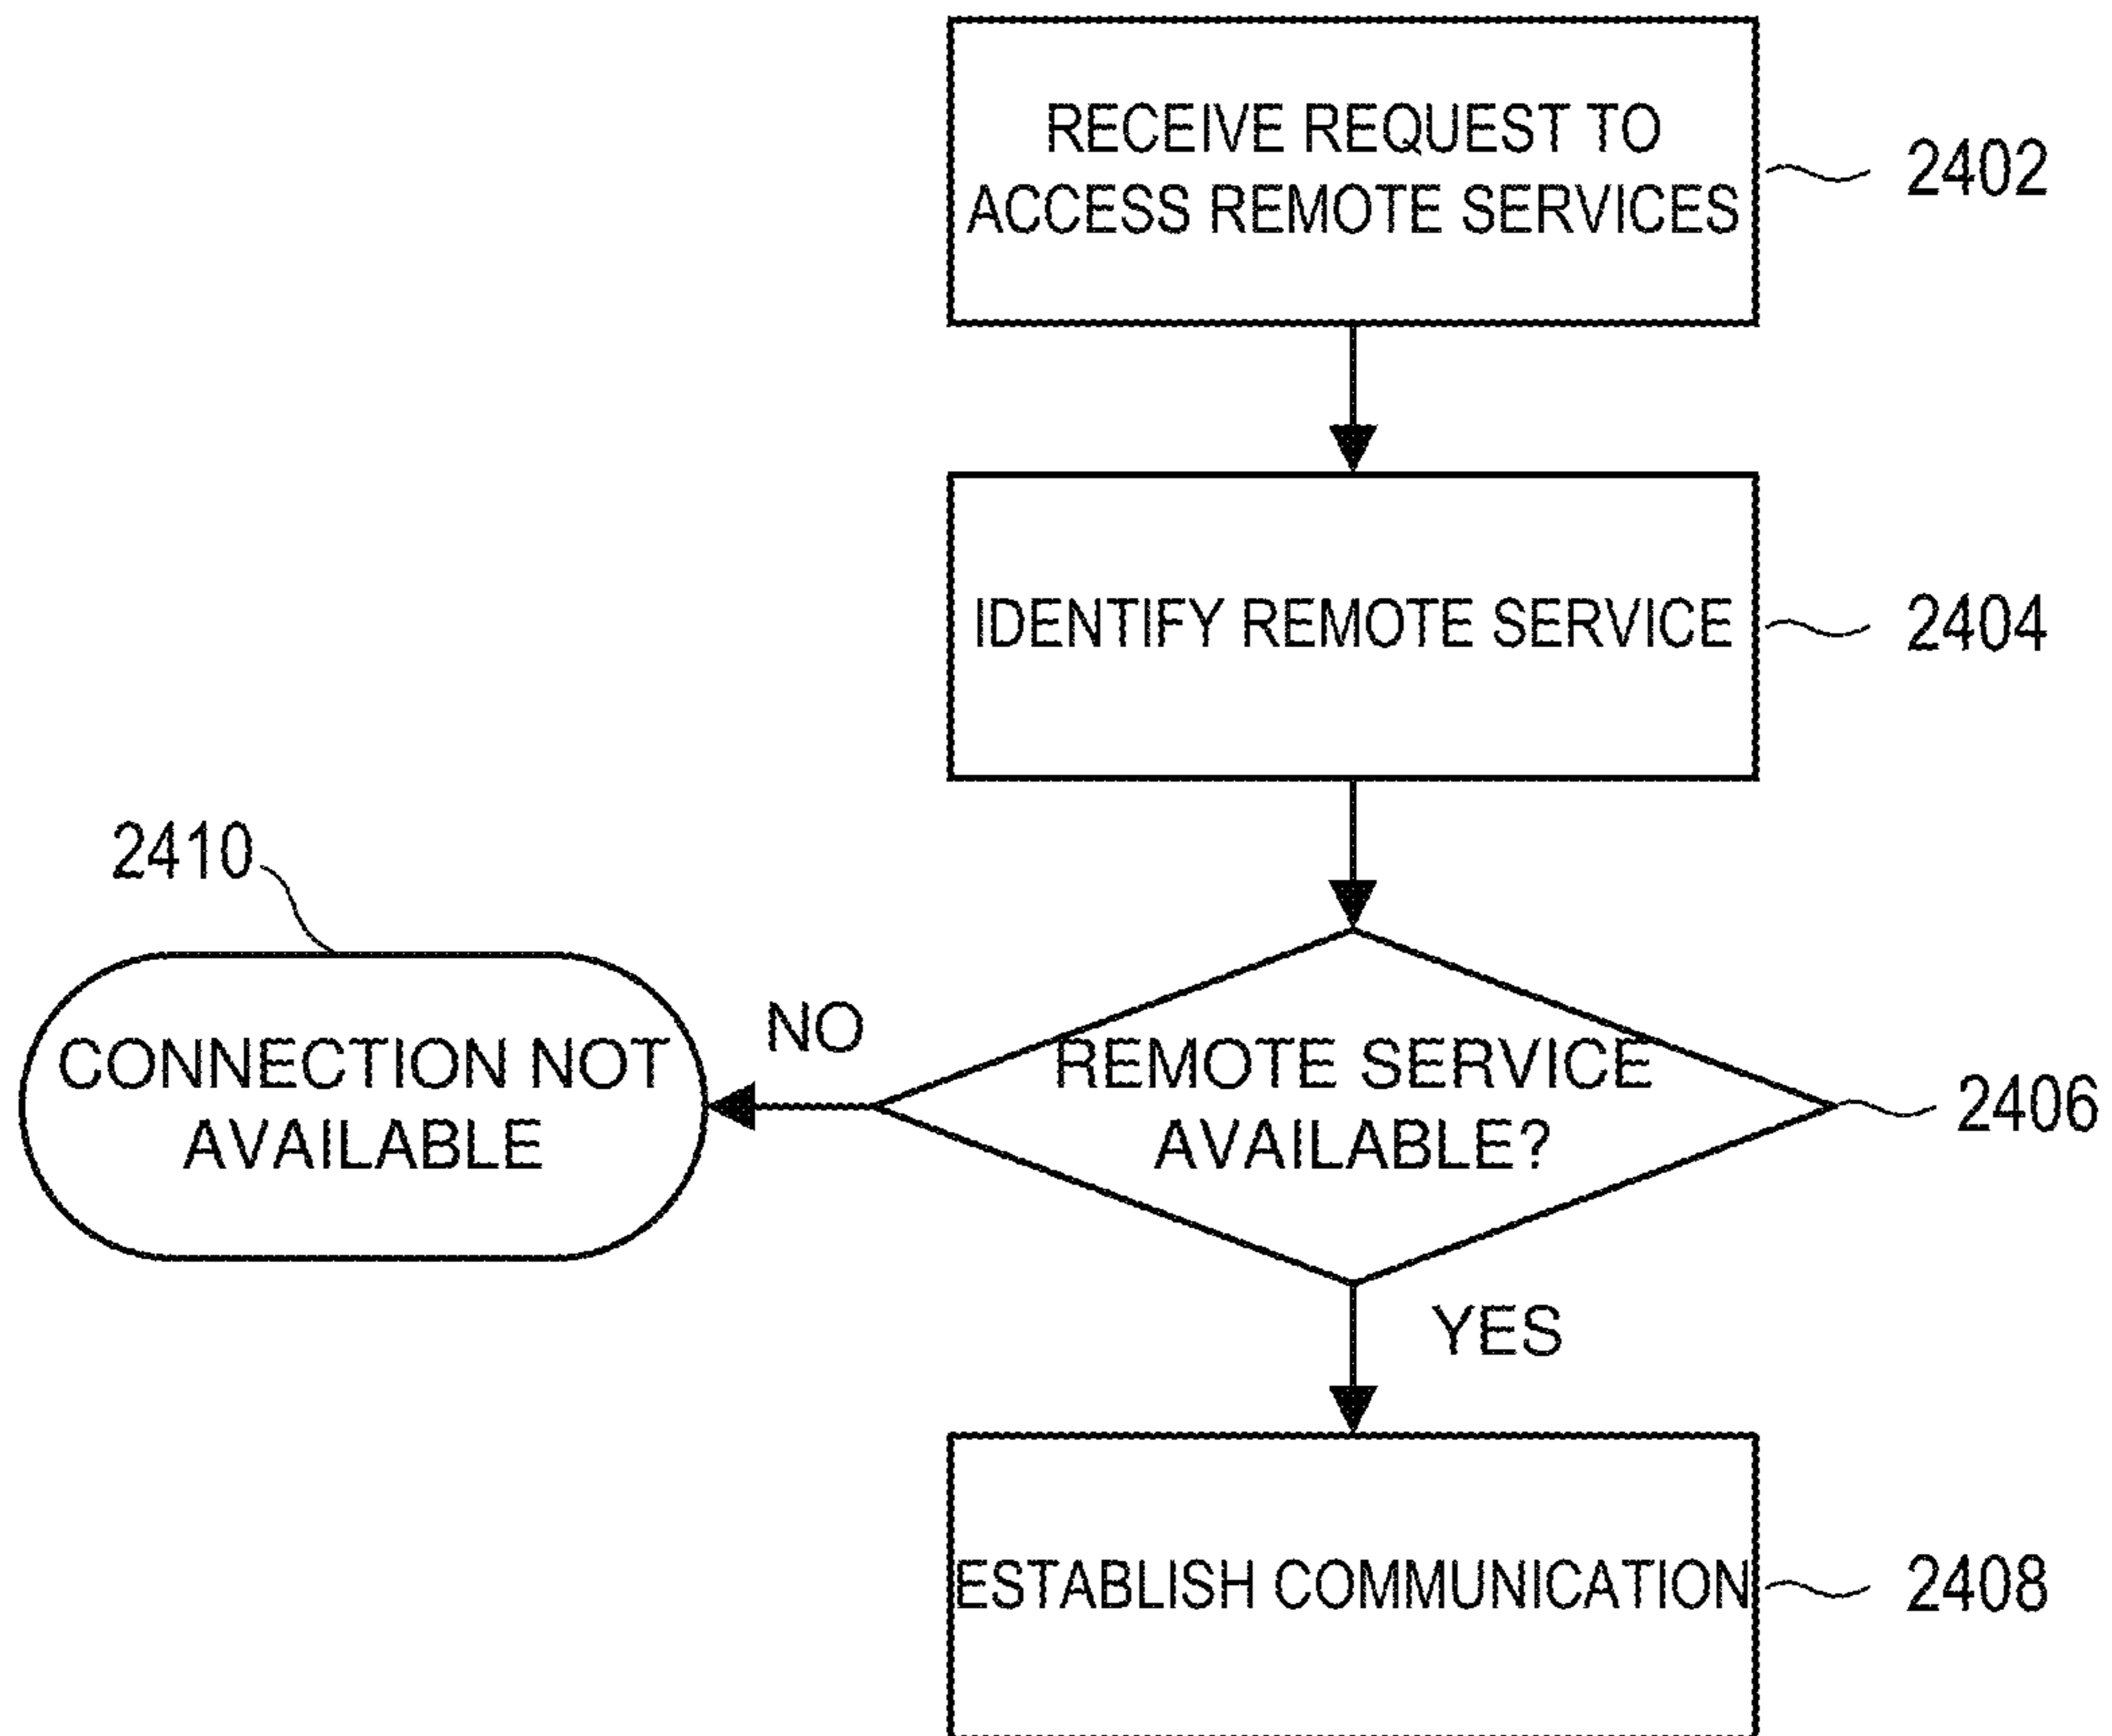 RECEIVE REQUEST TO
ACCESS REMOTE SERVICES
2402
IDENTIFY REMOTE SERVICE
2404
2410
CONNECTION NOT
AVAILABLE
NO
REMOTE SERVICE
AVAILABLE?
2406
YES
ESTABLISH COMMUNICATION
2408